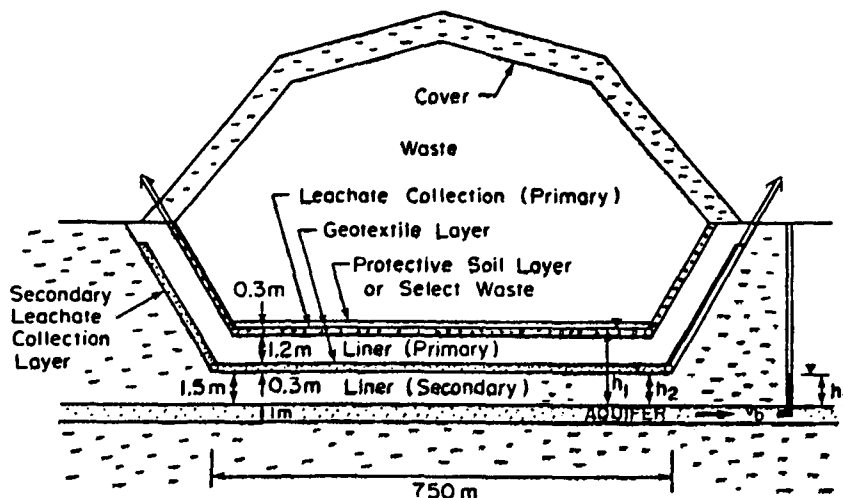 Cover
Waste
Leachate Collection (Primary)
Geotextile Layer
Protective Soil Layer
or Select Waste
Secondary
Leachate
Collection
Layer
0.3m
1.2m Liner (Primary)
1.5m 0.3m Liner (Secondary)
h₁
h₂
h
1m
AQUIFER
750m